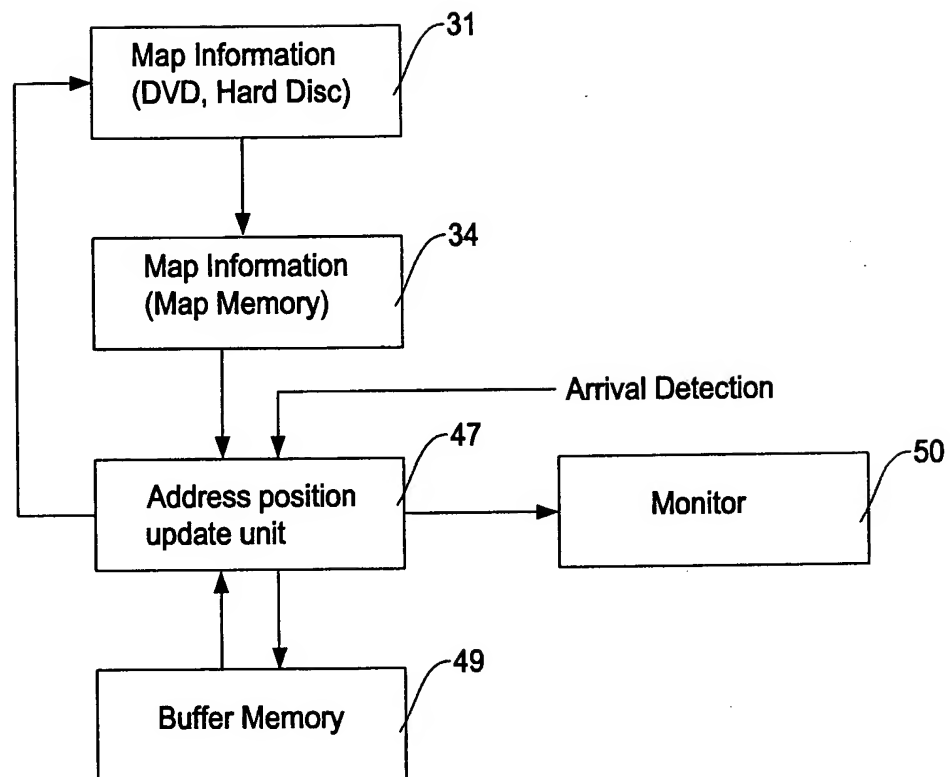 31
Map Information
(DVD, Hard Disc)
34
Map Information
(Map Memory)
Arrival Detection
47
Address position
update unit
50
Monitor
49
Buffer Memory